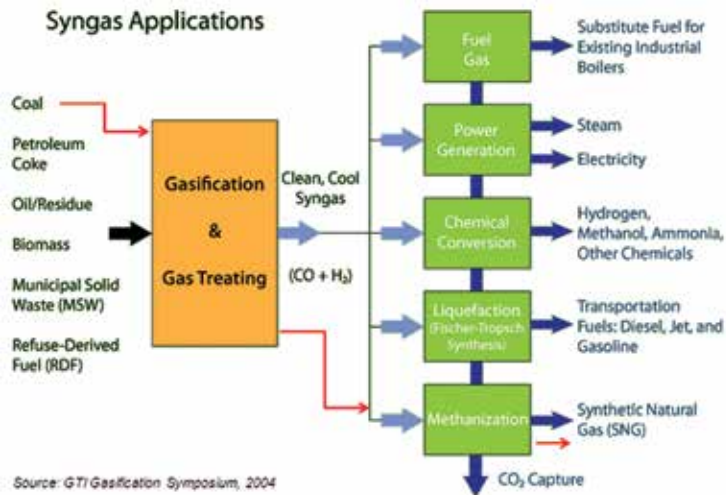 Syngas Applications
Coal
Petroleum
Coke
Oil/Residue
Biomass
Municipal Solid
Waste (MSW)
Refuse-Derived
Fuel (RDF)
Gasification
&
Gas Treating
Clean, Cool
Syngas
(CO + H₂)
Fuel
Gas
Power
Generation
Chemical
Conversion
Liquefaction
(Fischer-Tropsch
Synthesis)
Methanization
Substitute Fuel for
Existing Industrial
Boilers
Steam
Electricity
Hydrogen,
Methanol, Ammonia,
Other Chemicals
Transportation
Fuels: Diesel, Jet, and
Gasoline
Synthetic Natural
Gas (SNG)
CO₂ Capture
Source: GTI Gasification Symposium, 2004